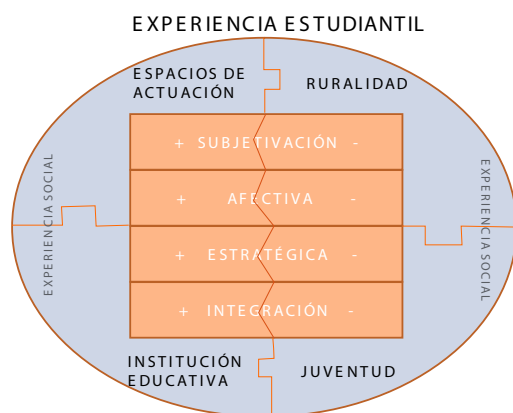 EXPERIENCIA ESTUDIANTIL
ESPACIOS DE
ACTUACIÓN
RURALIDAD
+ SUBJETIVACIÓN -
+ AFECTIVA -
+ ESTRATÉGICA -
+ INTEGRACIÓN -
EXPERIENCIA SOCIAL
EXPERIENCIA SOCIAL
INSTITUCIÓN
EDUCATIVA
JUVENTUD